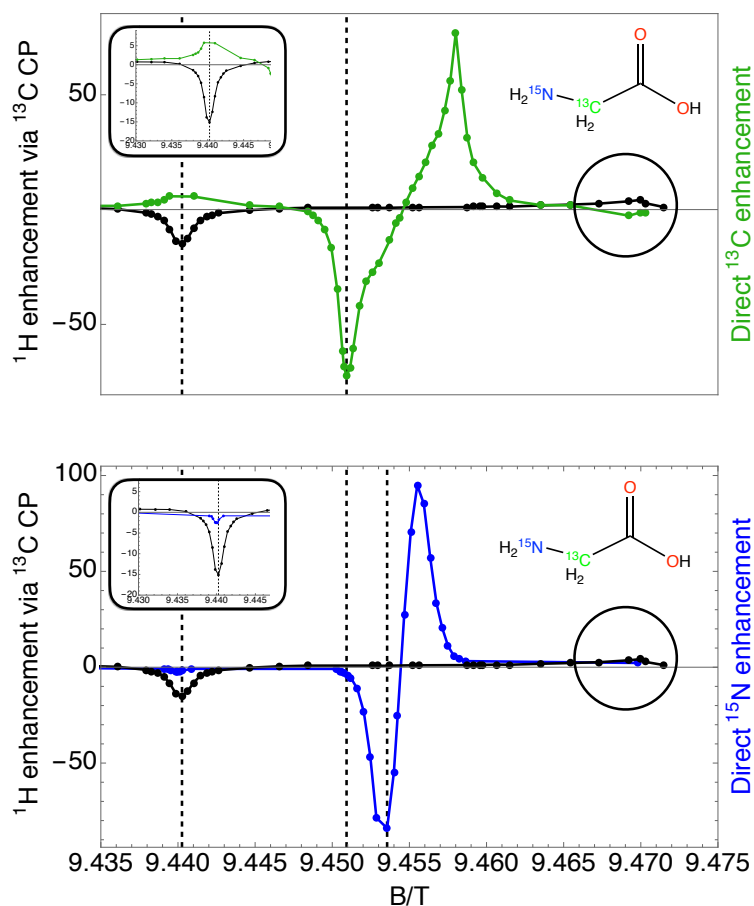 ¹H enhancement via ¹³C CP
50
−50
5
0
−5
−10
−15
−20
9.430 9.435 9.440 9.445 9.
O
H₂¹⁵N
¹³C
H₂
OH
Direct ¹³C enhancement
¹H enhancement via ¹³C CP
100
50
0
−50
5
0
−5
−10
−15
−20
9.430 9.435 9.440 9.445
O
H₂¹⁵N
¹³C
H₂
OH
Direct ¹⁵N enhancement
9.435 9.440 9.445 9.450 9.455 9.460 9.465 9.470 9.475
B/T